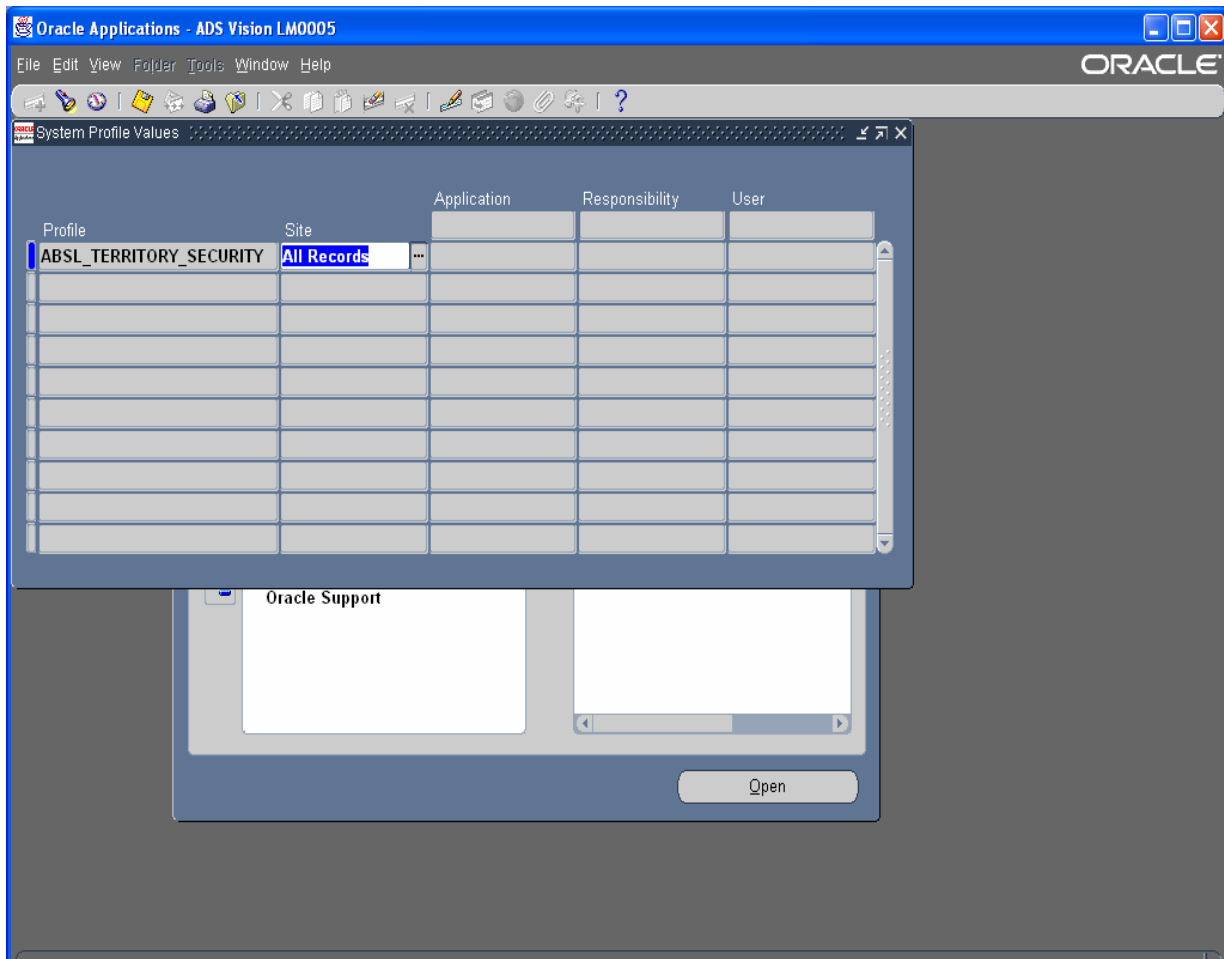 Oracle Applications - ADS Vision LM0005
File Edit View Folder Tools Window Help
ORACLE
?
System Profile Values
Application Responsibility User
Profile Site
ABSL_TERRITORY_SECURITY All Records ...
Oracle Support
Open